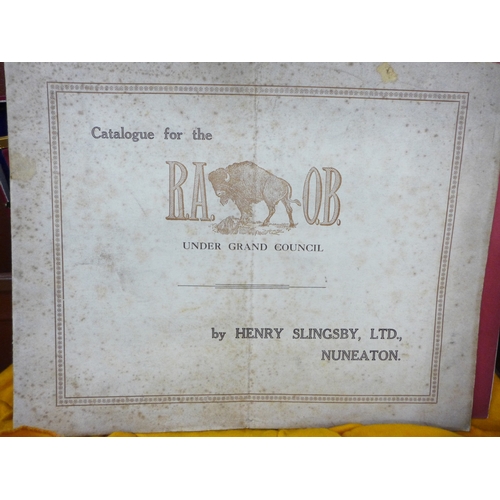 Catalogue for the
R.A. O.B.
UNDER GRAND COUNCIL
by HENRY SLINGSBY, LTD.,
NUNEATON.